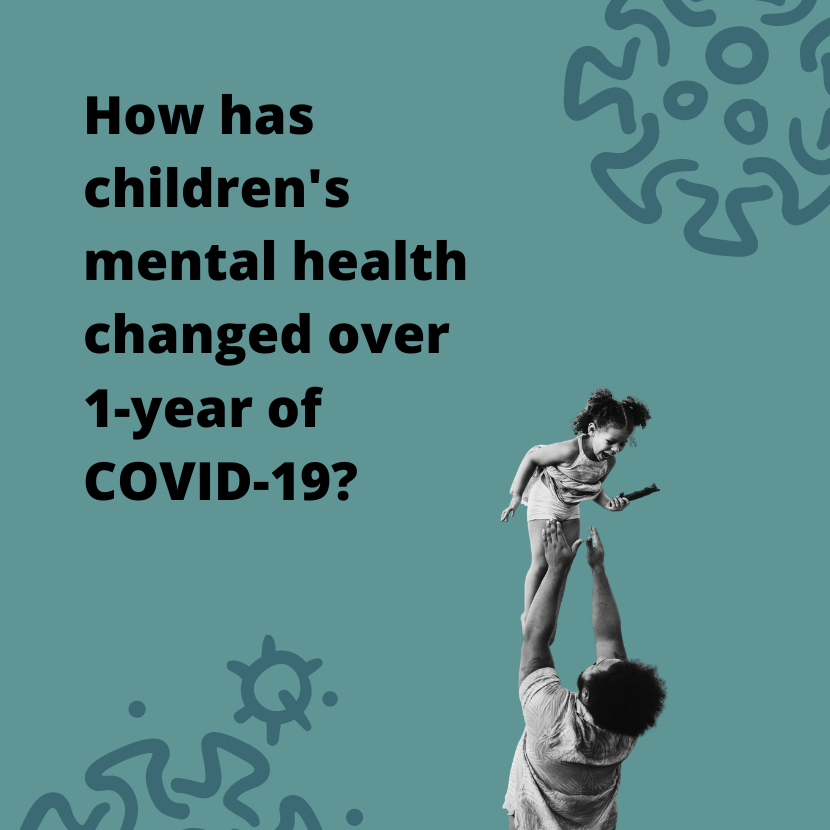 How has
children's
mental health
changed over
1-year of
COVID-19?